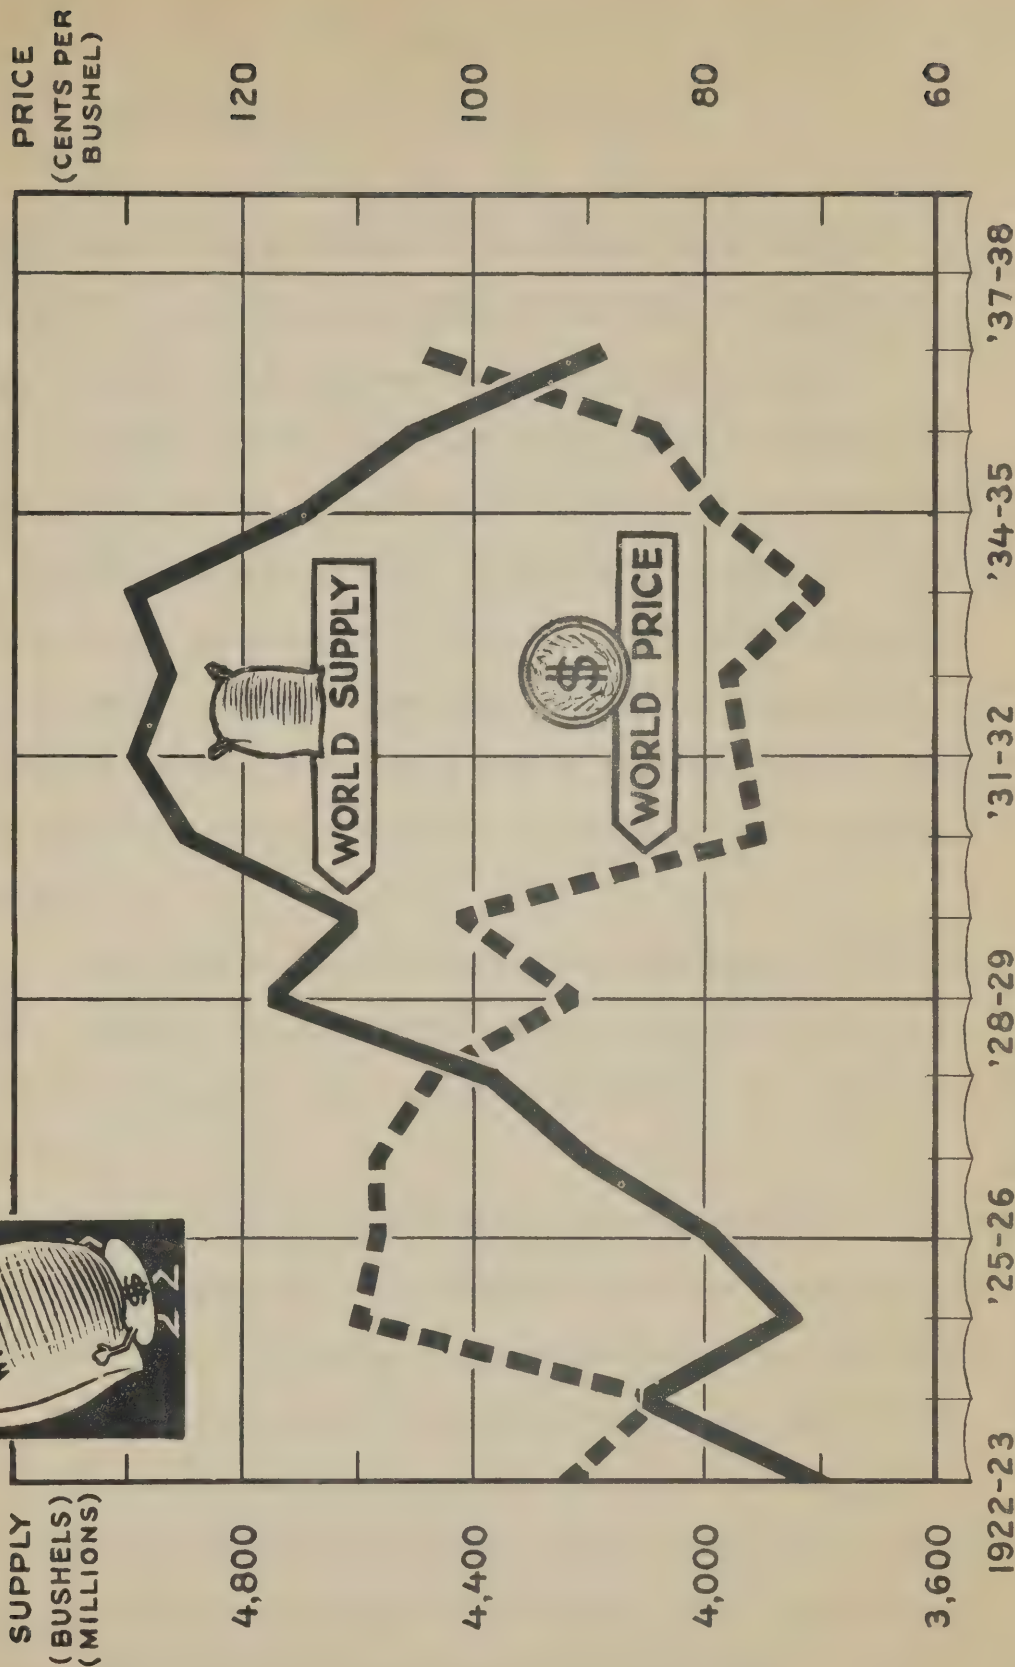 SUPPLY
(BUSHELS)
(MILLIONS)
PRICE
(CENTS PER
BUSHEL)
4,800
120
4,400
100
4,000
80
3,600
60
WORLD SUPPLY
$
WORLD PRICE
$
1922-23
'25-26
'28-29
'31-32
'34-35
'37-38